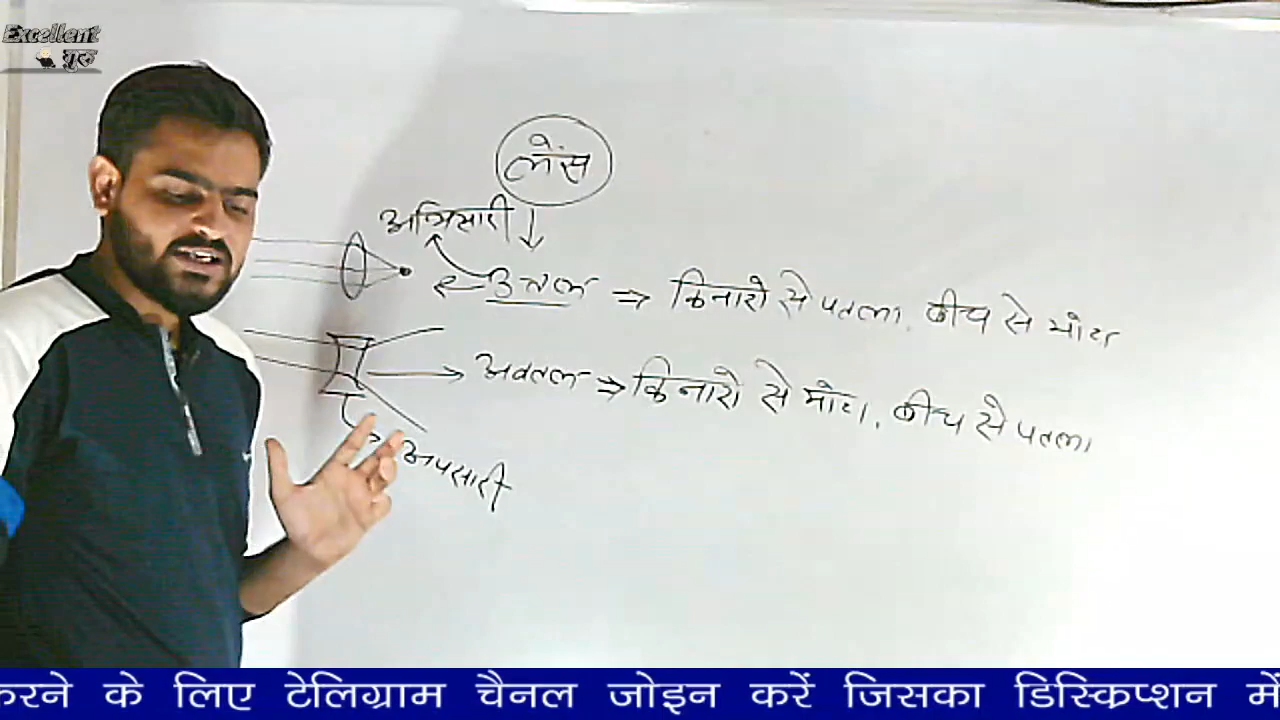 Excellent
गुरु
लेंस
अभिसारी
उत्तल ⇒ किनारो से पतला, बीच से मोटा
अवतल ⇒ किनारो से मोटा, बीच से पतला
अपसारी
करने के लिए टेलिग्राम चैनल जोइन करें जिसका डिस्क्रिप्शन में